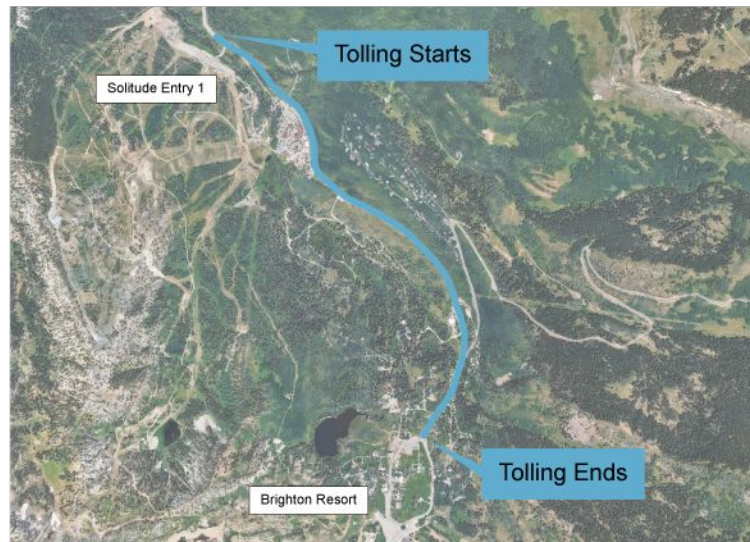 Tolling Starts
Solitude Entry 1
Tolling Ends
Brighton Resort